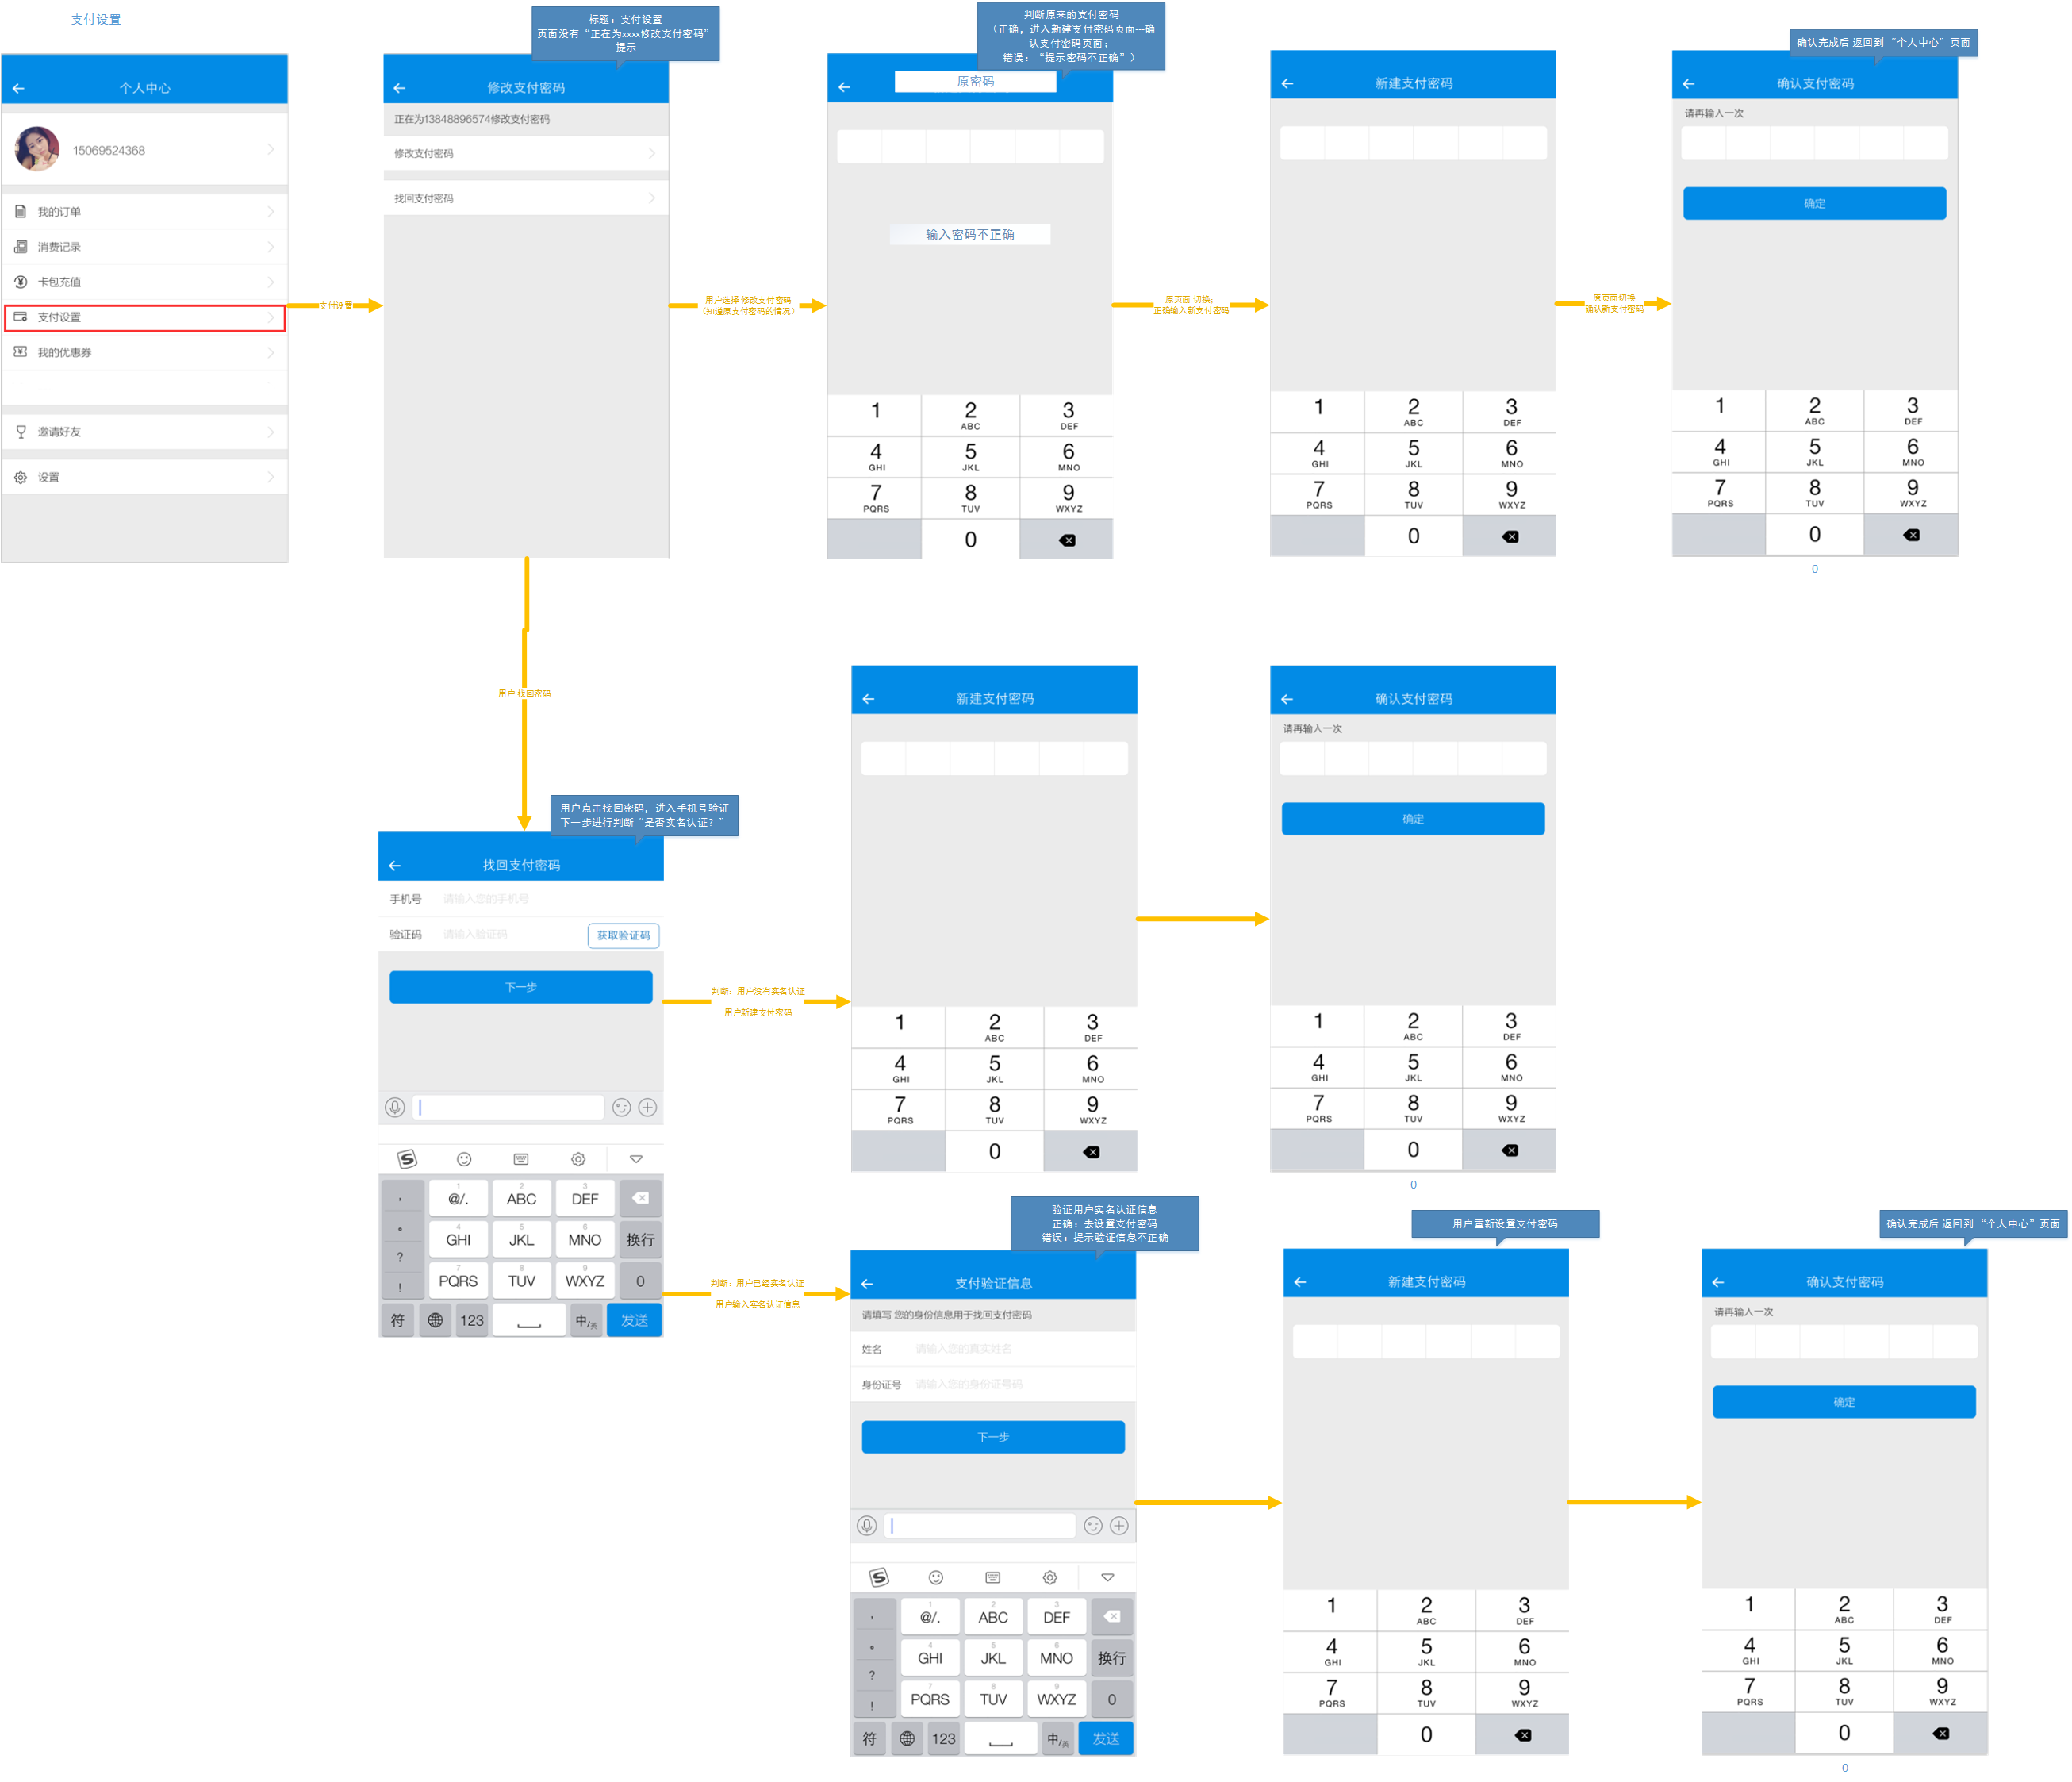 支付设置
个人中心
15069524368
我的订单
消费记录
卡包充值
支付设置
我的优惠券
邀请好友
设置
支付设置
标题：支付设置
页面没有“正在为xxxx修改支付密码”
提示
修改支付密码
正在为13848896574修改支付密码
修改支付密码
找回支付密码
用户选择 修改支付密码
（知道原支付密码的情况）
判断原来的支付密码
（正确，进入新建支付密码页面---确
认支付密码页面；
错误：“提示密码不正确”）
原密码
输入密码不正确
1
2
3
ABC
DEF
4
5
6
GHI
JKL
MNO
7
8
9
PQRS
TUV
WXYZ
0
原页面 切换;
正确输入新支付密码
新建支付密码
1
2
3
ABC
DEF
4
5
6
GHI
JKL
MNO
7
8
9
PQRS
TUV
WXYZ
0
原页面切换
确认新支付密码
确认完成后 返回到 “个人中心”页面
确认支付密码
请再输入一次
确定
1
2
3
ABC
DEF
4
5
6
GHI
JKL
MNO
7
8
9
PQRS
TUV
WXYZ
0
0
用户 找回密码
用户点击找回密码，进入手机号验证
下一步进行判断“是否实名认证？”
找回支付密码
手机号 请输入您的手机号
验证码 请输入验证码 获取验证码
下一步
S
1 2 3
, @/. ABC DEF
。
4 5 6
GHI JKL MNO 换行
?
7 8 9
! PQRS TUV WXYZ 0
符 123 中/英 发送
判断：用户没有实名认证
用户新建支付密码
新建支付密码
1
2
3
ABC
DEF
4
5
6
GHI
JKL
MNO
7
8
9
PQRS
TUV
WXYZ
0
确认支付密码
请再输入一次
确定
1
2
3
ABC
DEF
4
5
6
GHI
JKL
MNO
7
8
9
PQRS
TUV
WXYZ
0
0
判断：用户已经实名认证
用户输入实名认证信息
验证用户实名认证信息
正确：去设置支付密码
错误：提示验证信息不正确
支付验证信息
请填写 您的身份信息用于找回支付密码
姓名 请输入您的真实姓名
身份证号 请输入您的身份证号码
下一步
S
1 2 3
, @/. ABC DEF
。
4 5 6
GHI JKL MNO 换行
?
7 8 9
! PQRS TUV WXYZ 0
符 123 中/英 发送
用户重新设置支付密码
新建支付密码
1
2
3
ABC
DEF
4
5
6
GHI
JKL
MNO
7
8
9
PQRS
TUV
WXYZ
0
确认完成后 返回到 “个人中心”页面
确认支付密码
请再输入一次
确定
1
2
3
ABC
DEF
4
5
6
GHI
JKL
MNO
7
8
9
PQRS
TUV
WXYZ
0
0